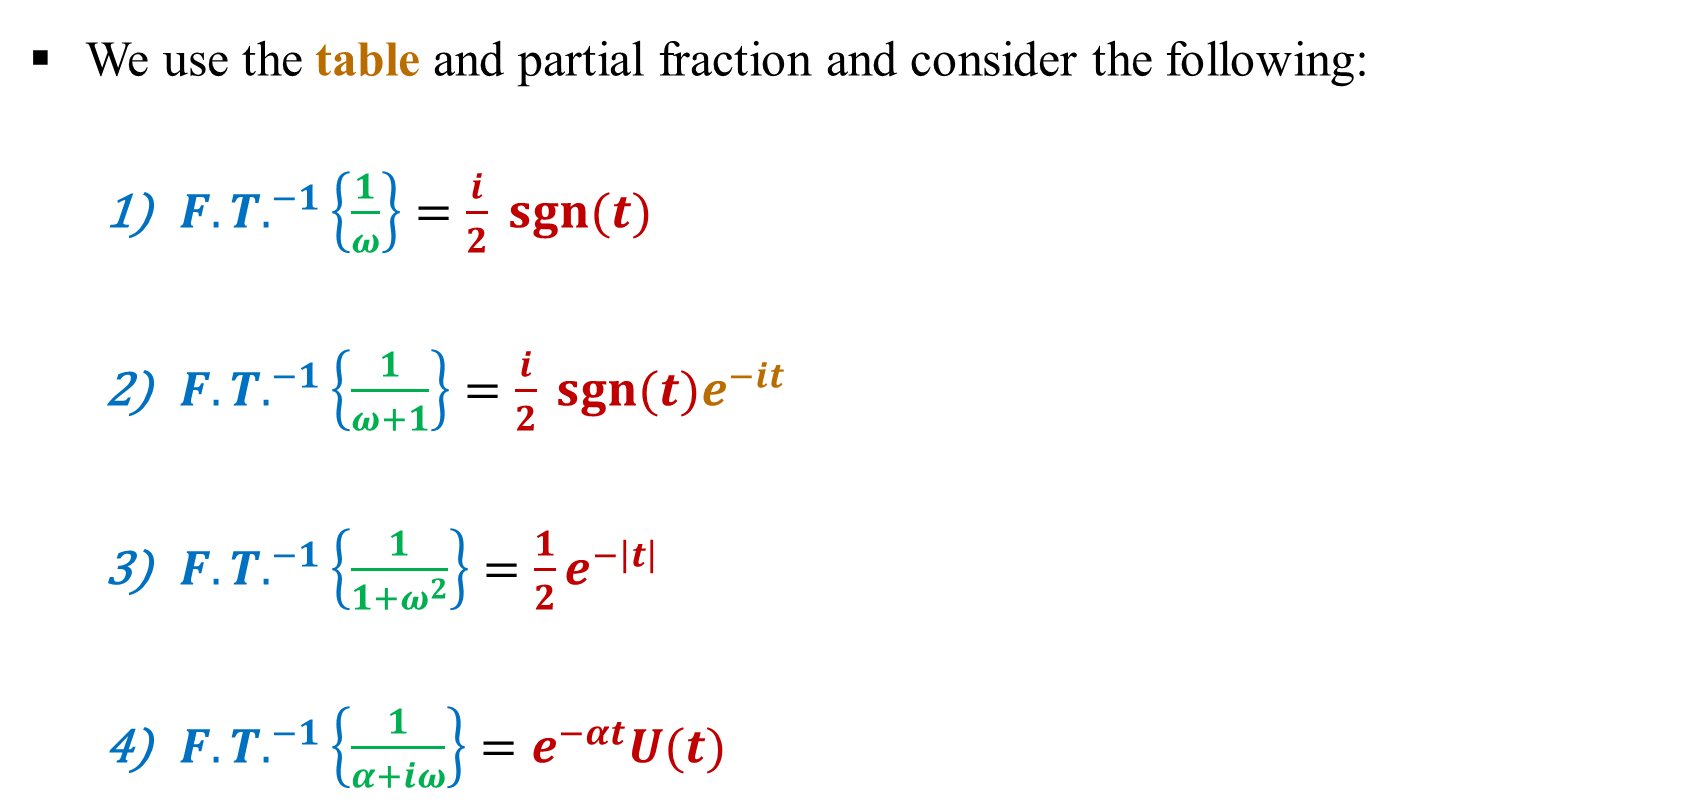 ▪ We use the table and partial fraction and consider the following:
1) F.T.⁻¹{1/ω} = i/2 sgn(t)
2) F.T.⁻¹{1/(ω+1)} = i/2 sgn(t)e^(−it)
3) F.T.⁻¹{1/(1+ω²)} = 1/2 e^(−|t|)
4) F.T.⁻¹{1/(α+iω)} = e^(−αt) U(t)